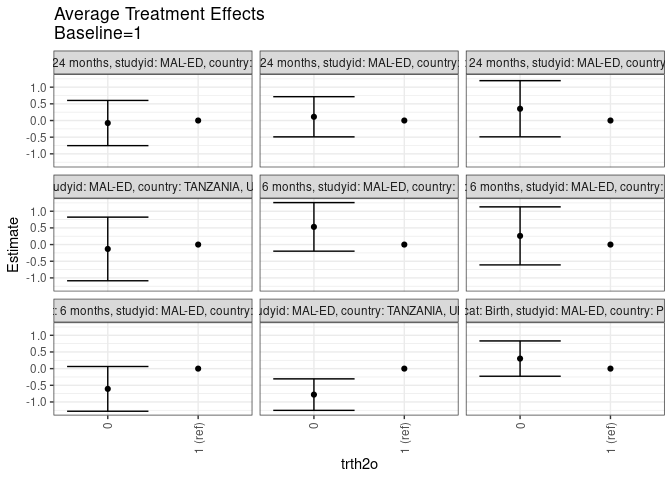 Average Treatment Effects
Baseline=1
24 months, studyid: MAL-ED, country:
24 months, studyid: MAL-ED, country:
24 months, studyid: MAL-ED, country
1.0
0.5
0.0
-0.5
-1.0
udyid: MAL-ED, country: TANZANIA, U
6 months, studyid: MAL-ED, country:
: 6 months, studyid: MAL-ED, country:
1.0
0.5
0.0
-0.5
-1.0
t: 6 months, studyid: MAL-ED, country:
udyid: MAL-ED, country: TANZANIA, U
cat: Birth, studyid: MAL-ED, country: P
1.0
0.5
0.0
-0.5
-1.0
Estimate
0
1 (ref)
0
1 (ref)
0
1 (ref)
trth2o